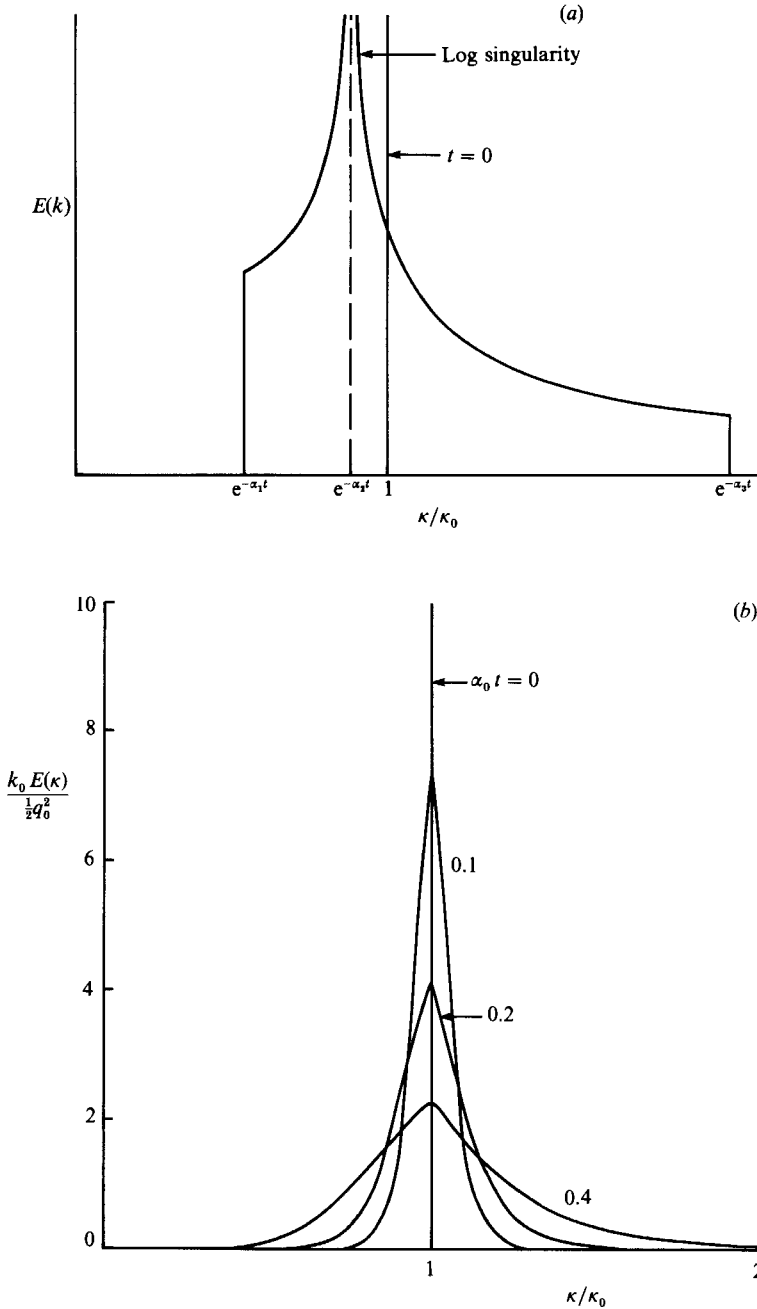 (a)
Log singularity
t = 0
E(k)
e^{-α_1 t} e^{-α_2 t} 1 e^{-α_3 t}
κ/κ_0
(b)
10
α_0 t = 0
8
k_0 E(κ)
½q_0^2
6
0.1
4
0.2
2
0.4
0
1 2
κ/κ_0